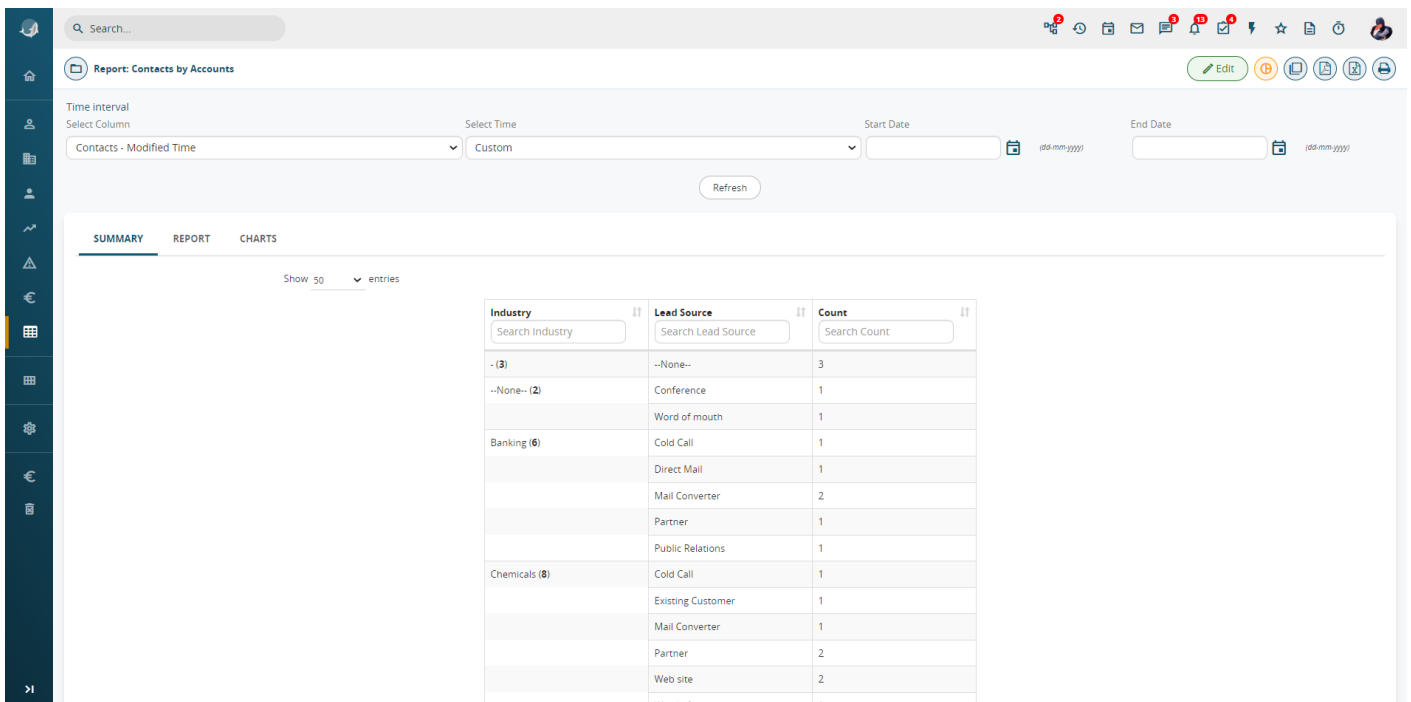 Search...
2
3
13
4
Report: Contacts by Accounts
Edit
Time interval
Select Column
Select Time
Start Date
End Date
Contacts - Modified Time
Custom
(dd-mm-yyyy)
(dd-mm-yyyy)
Refresh
SUMMARY REPORT CHARTS
Show 50 entries
Industry Lead Source Count
Search Industry Search Lead Source Search Count
- (3) --None-- 3
--None-- (2) Conference 1
Word of mouth 1
Banking (6) Cold Call 1
Direct Mail 1
Mail Converter 2
Partner 1
Public Relations 1
Chemicals (8) Cold Call 1
Existing Customer 1
Mail Converter 1
Partner 2
Web site 2